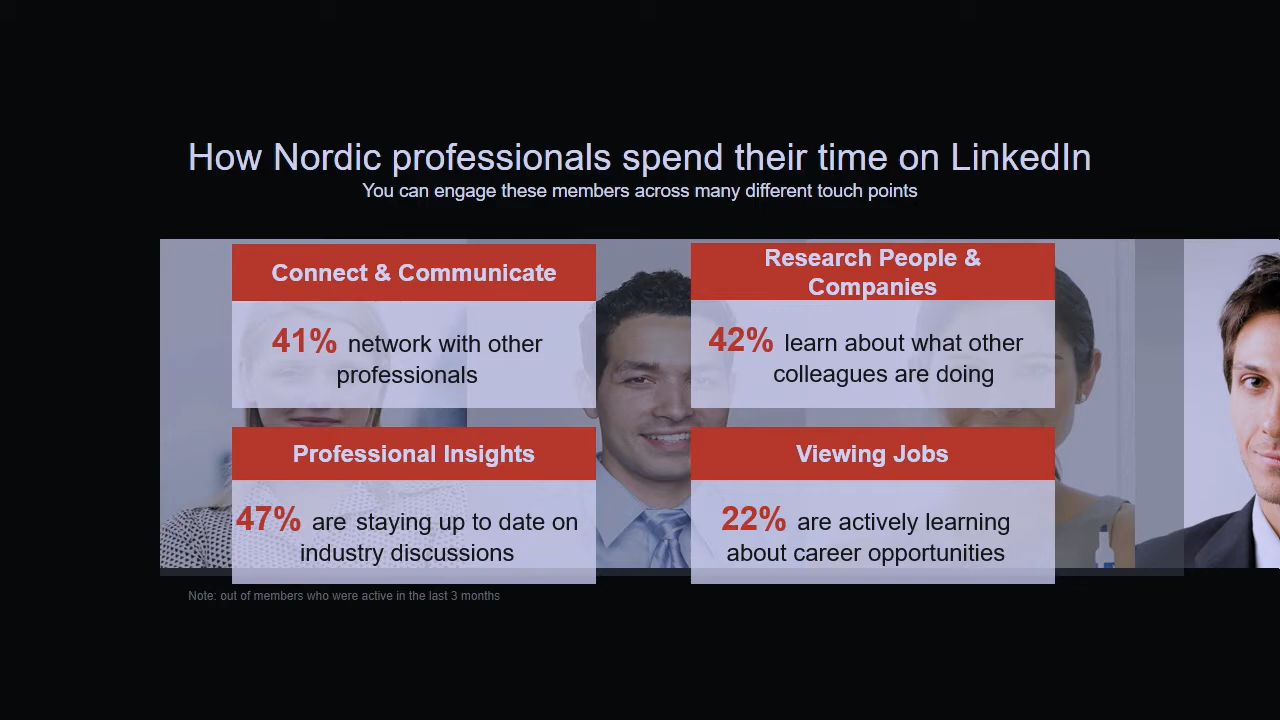 How Nordic professionals spend their time on LinkedIn
You can engage these members across many different touch points
Connect & Communicate
41% network with other
professionals
Research People &
Companies
42% learn about what other
colleagues are doing
Professional Insights
47% are staying up to date on
industry discussions
Viewing Jobs
22% are actively learning
about career opportunities
Note: out of members who were active in the last 3 months